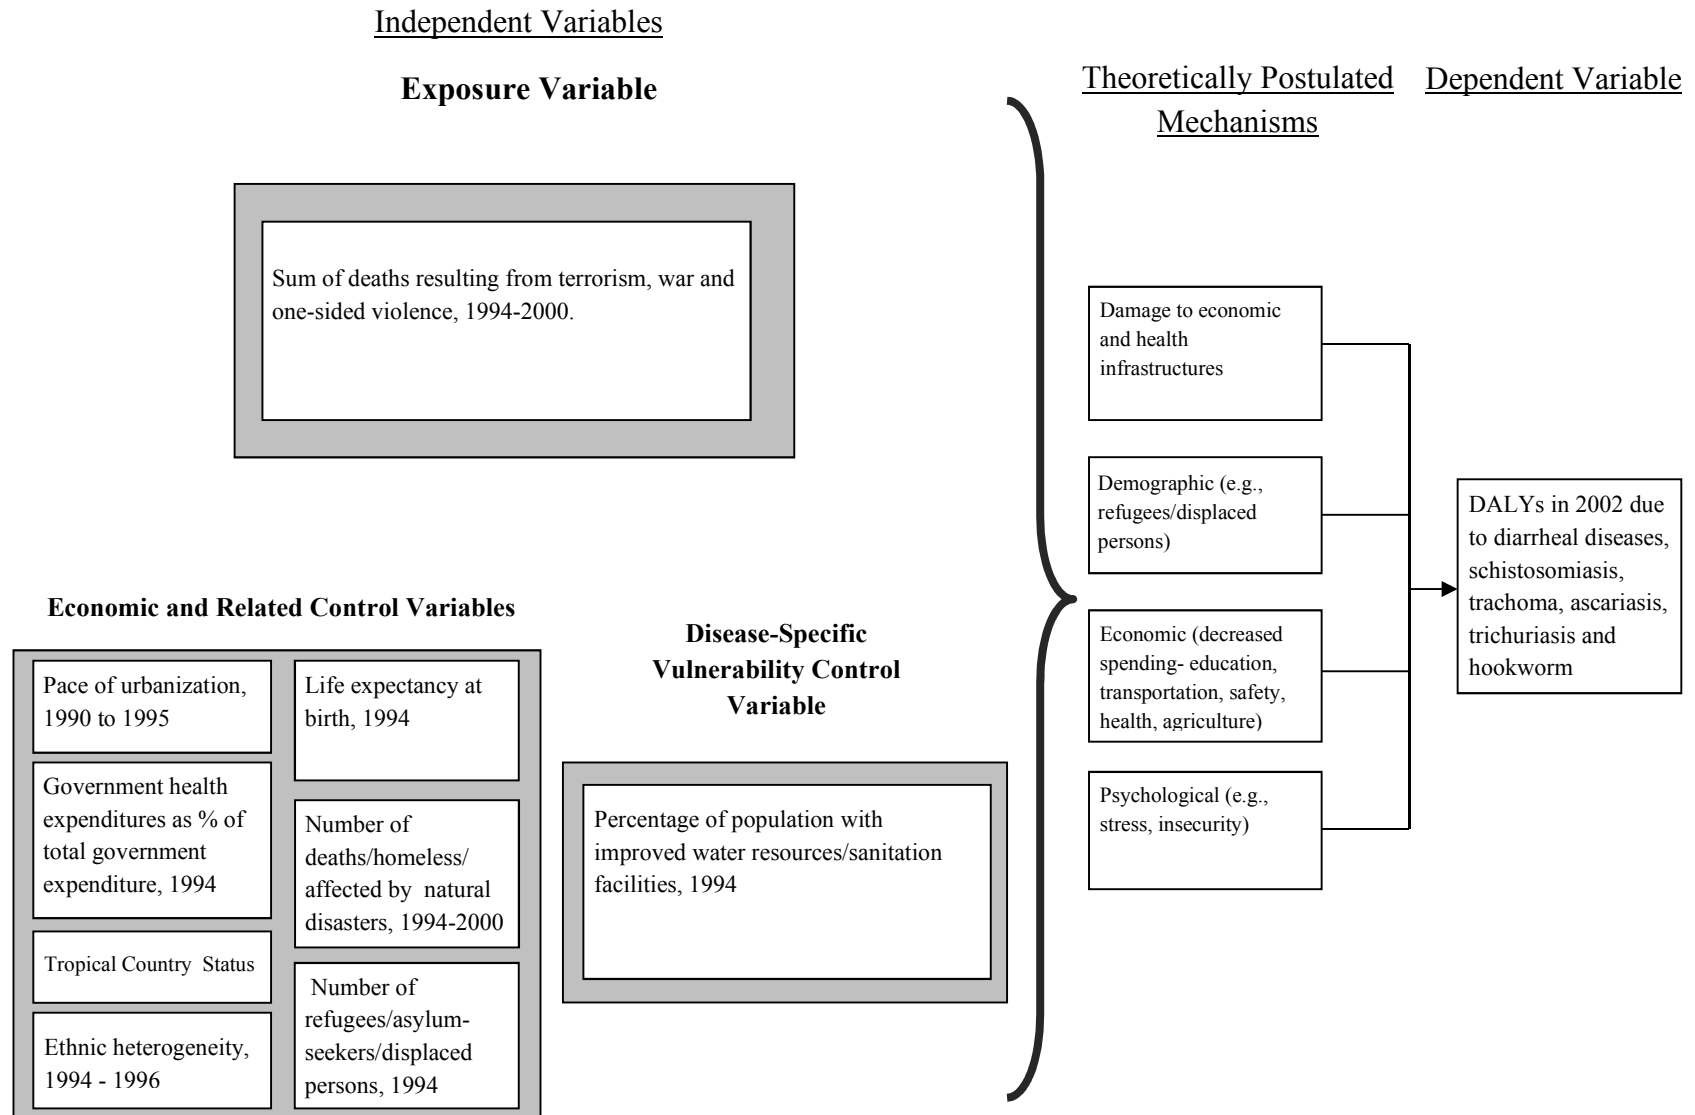 Independent Variables
Exposure Variable
Sum of deaths resulting from terrorism, war and
one-sided violence, 1994-2000.
Economic and Related Control Variables
Pace of urbanization,
1990 to 1995
Government health
expenditures as % of
total government
expenditure, 1994
Tropical Country Status
Ethnic heterogeneity,
1994 - 1996
Life expectancy at
birth, 1994
Number of
deaths/homeless/
affected by natural
disasters, 1994-2000
Number of
refugees/asylum-
seekers/displaced
persons, 1994
Disease-Specific
Vulnerability Control
Variable
Percentage of population with
improved water resources/sanitation
facilities, 1994
Theoretically Postulated
Mechanisms
Damage to economic
and health
infrastructures
Demographic (e.g.,
refugees/displaced
persons)
Economic (decreased
spending- education,
transportation, safety,
health, agriculture)
Psychological (e.g.,
stress, insecurity)
Dependent Variable
DALYs in 2002 due
to diarrheal diseases,
schistosomiasis,
trachoma, ascariasis,
trichuriasis and
hookworm